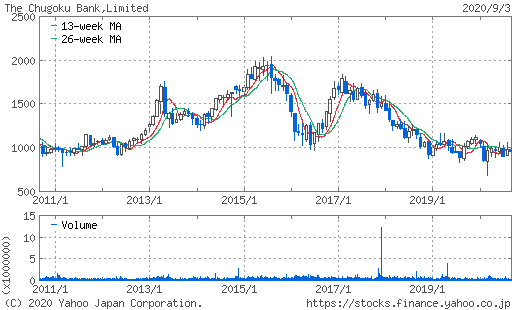 The Chugoku Bank,Limited 2020/9/3
2500
13-week MA
26-week MA
2000
1500
1000
500
2011/1 2013/1 2015/1 2017/1 2019/1
15
Volume
10
5
0
(x1000000)
2011/1 2013/1 2015/1 2017/1 2019/1
(C) 2020 Yahoo Japan Corporation. https://stocks.finance.yahoo.co.jp/